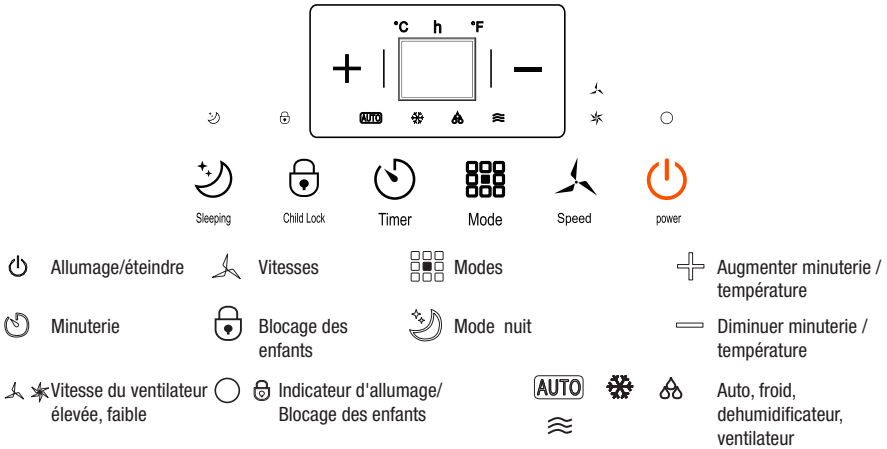 °C h °F
AUTO
Sleeping Child Lock Timer Mode Speed power
Allumage/éteindre Vitesses Modes Augmenter minuterie /
température
Minuterie Blocage des Mode nuit Diminuer minuterie /
enfants température
Vitesse du ventilateur Indicateur d'allumage/ AUTO Auto, froid,
élevée, faible Blocage des enfants dehumidificateur,
ventilateur